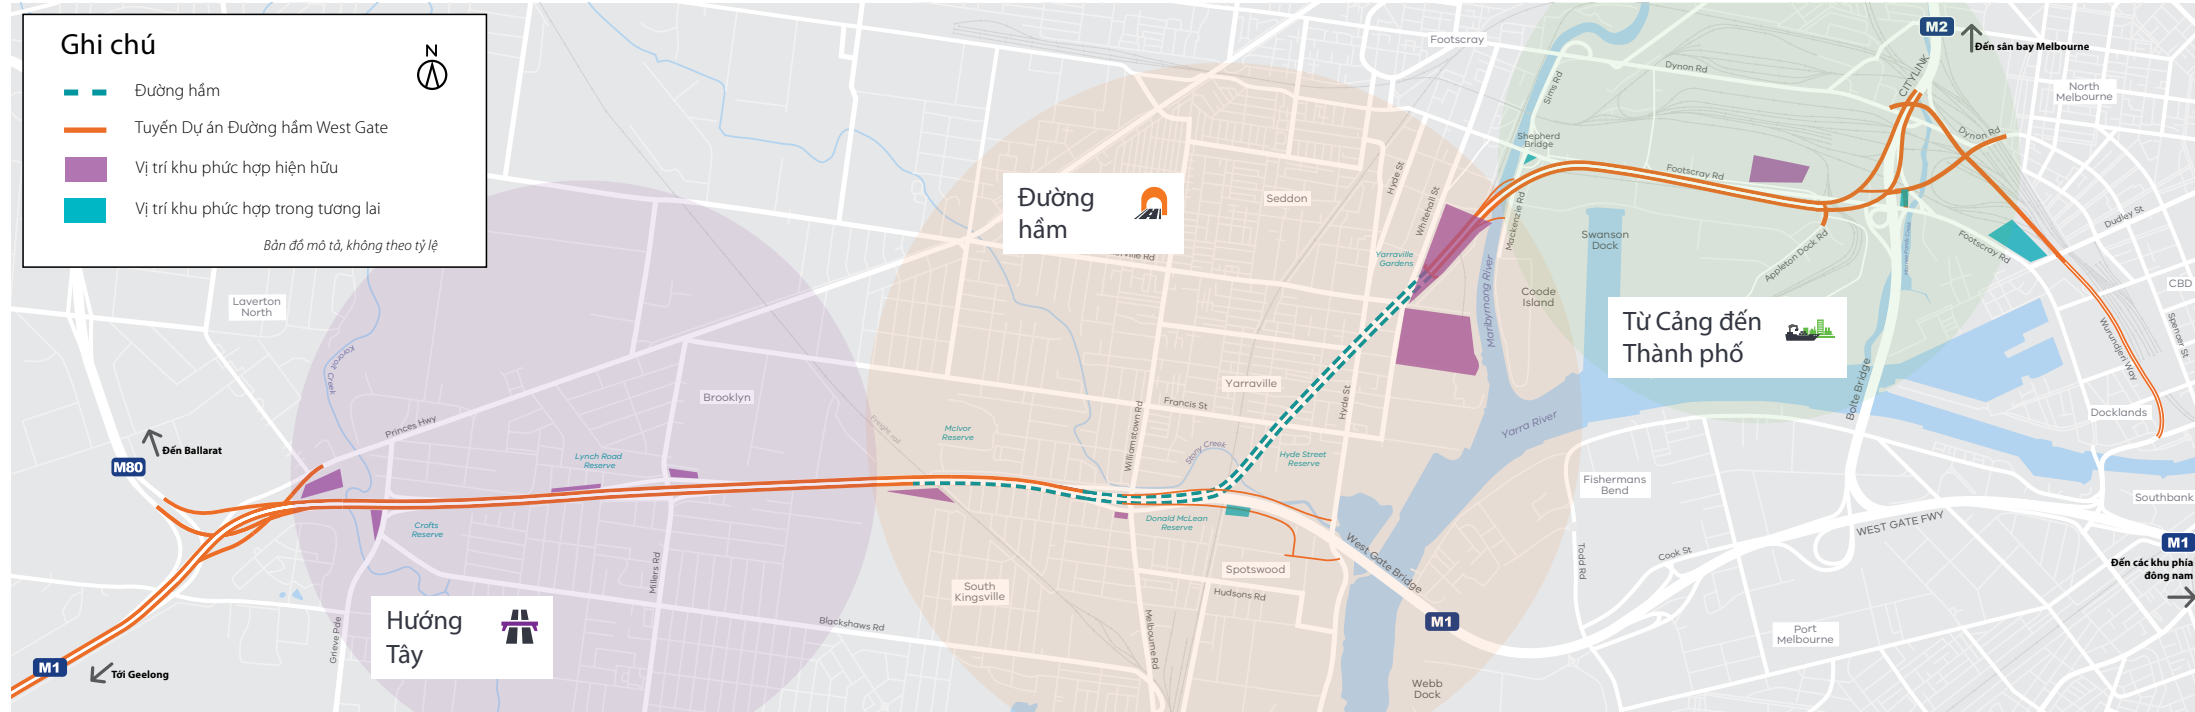 Ghi chú
N
Đường hầm
Tuyến Dự án Đường hầm West Gate
Vị trí khu phức hợp hiện hữu
Vị trí khu phức hợp trong tương lai
Bản đồ mô tả, không theo tỷ lệ
Footscray
M2
Đến sân bay Melbourne
CITYLINK
Dynon Rd
North
Melbourne
Sims Rd
Shepherd
Bridge
Dynon Rd
Hyde St
Footscray Rd
Đường
hầm
Seddon
Whitehall St
Mackenzie Rd
Dudley St
Swanson
Dock
Appleton Dock Rd
Footscray Rd
Yarraville
Gardens
Maribyrnong River
Coode
Island
CBD
Laverton
North
Từ Cảng đến
Thành phố
Spencer St
Wurundjeri Way
Kororoit
Creek
Brooklyn
Yarraville
Francis St
Hyde St
Bolte Bridge
Docklands
Princes Hwy
Freight rail
McIvor
Reserve
Williamstown Rd
Yarra River
Đến Ballarat
M80
Lynch Road
Reserve
Stony Creek
Hyde Street
Reserve
Fishermans
Bend
Southbank
Crofts
Reserve
Donald McLean
Reserve
WEST GATE FWY
M1
Đến các khu phía
đông nam
West Gate Bridge
Cook St
Todd Rd
Spotswood
Millers Rd
South
Kingsville
Hudsons Rd
Hướng
Tây
Grieve Pde
Blackshaws Rd
Melbourne Rd
M1
Port
Melbourne
M1
Tới Geelong
Webb
Dock